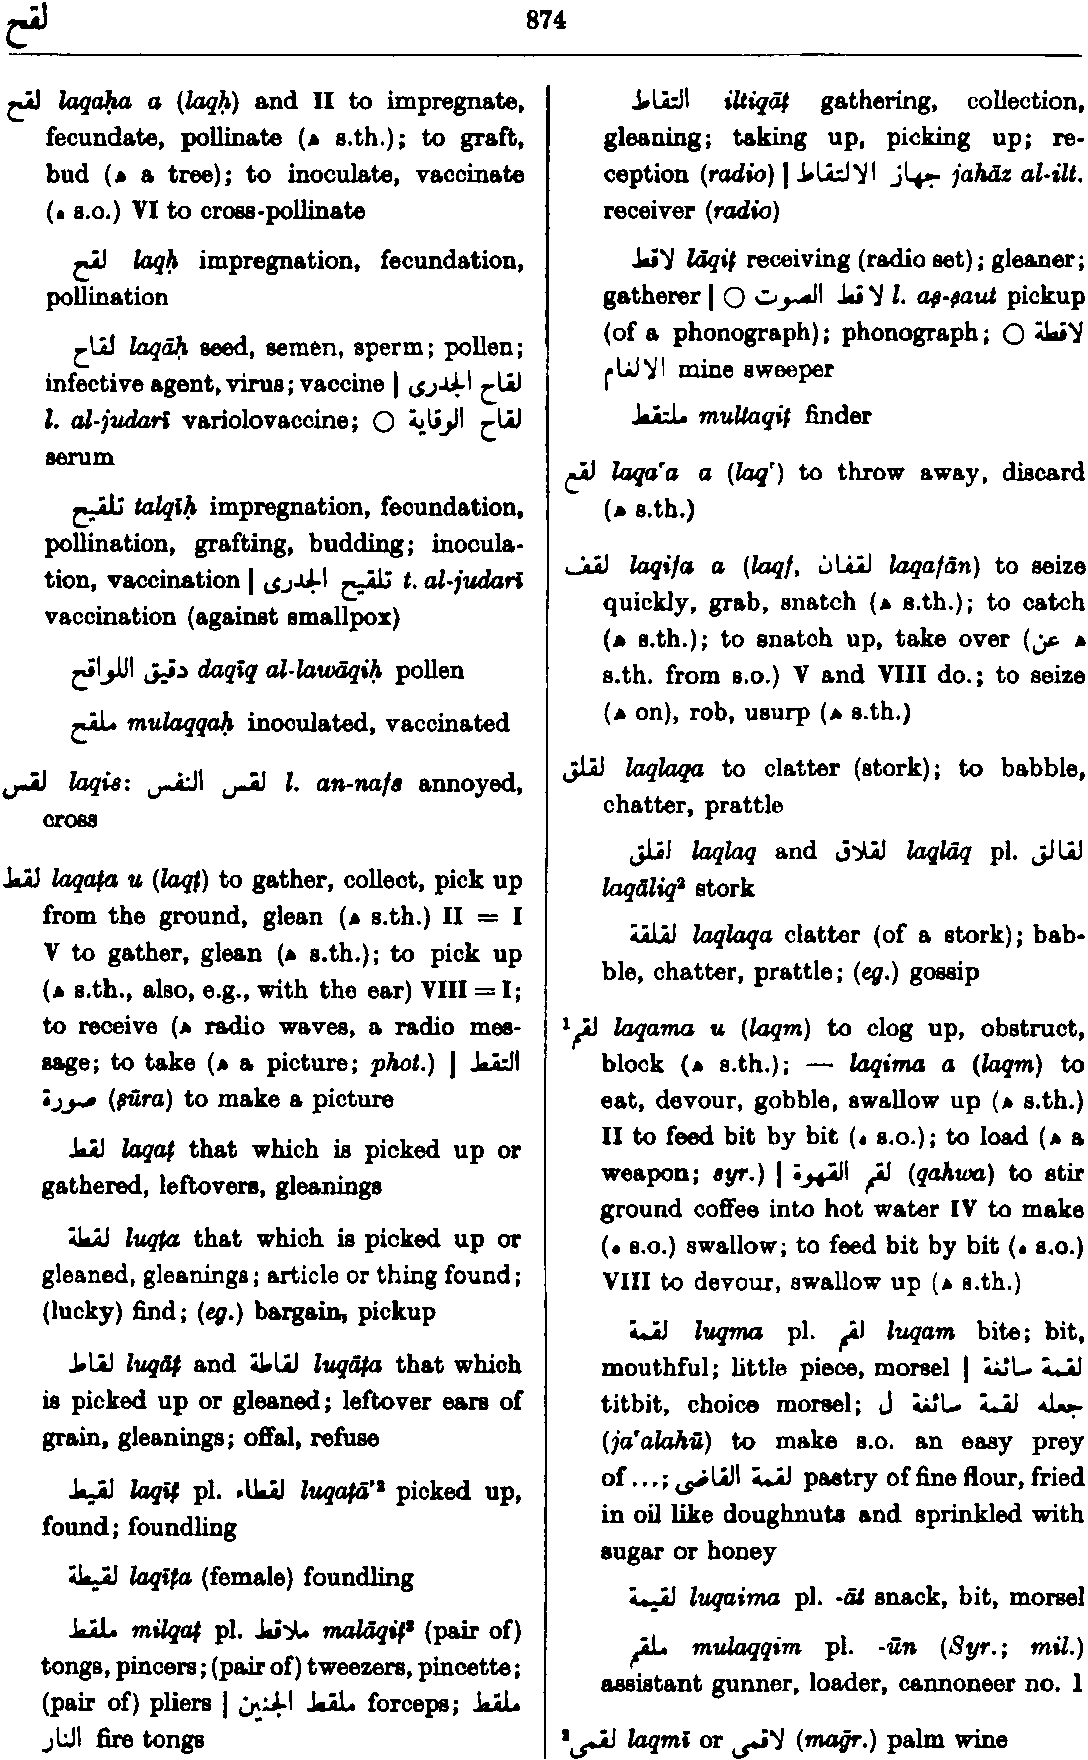 لقح
874
لقح laqaḥa a (laqḥ) and II to impregnate,
fecundate, pollinate (ه s.th.); to graft,
bud (ه a tree); to inoculate, vaccinate
(ه s.o.) VI to cross-pollinate
لقح laqḥ impregnation, fecundation,
pollination
لقاح laqāḥ seed, semen, sperm; pollen;
infective agent, virus; vaccine | لقاح الجدرى
l. al-judarī variolovaccine; ○ لقاح الوقاية
serum
تلقيح talqīḥ impregnation, fecundation,
pollination, grafting, budding; inocula-
tion, vaccination | تلقيح الجدرى t. al-judarī
vaccination (against smallpox)
دقيق اللواقح daqīq al-lawāqiḥ pollen
ملقح mulaqqaḥ inoculated, vaccinated
لقس laqis: لقس النفس l. an-nafs annoyed,
cross
لقط laqaṭa u (laqṭ) to gather, collect, pick up
from the ground, glean (ه s.th.) II = I
V to gather, glean (ه s.th.); to pick up
(ه s.th., also, e.g., with the ear) VIII = I;
to receive (ه radio waves, a radio mes-
sage; to take (ه a picture; phot.) | التقط
صورة (ṣūra) to make a picture
لقط laqaṭ that which is picked up or
gathered, leftovers, gleanings
لقطة luqṭa that which is picked up or
gleaned, gleanings; article or thing found;
(lucky) find; (eg.) bargain, pickup
لقاط luqāṭ and لقاطة luqāṭa that which
is picked up or gleaned; leftover ears of
grain, gleanings; offal, refuse
لقيط laqīṭ pl. لقطاء luqaṭā'² picked up,
found; foundling
لقيطة laqīṭa (female) foundling
ملقط milqaṭ pl. ملاقط malāqiṭ² (pair of)
tongs, pincers; (pair of) tweezers, pincette;
(pair of) pliers | ملقط الجنين forceps; ملقط
النار fire tongs
التقاط iltiqāṭ gathering, collection,
gleaning; taking up, picking up; re-
ception (radio) | جهاز الالتقاط jahāz al-ilt.
receiver (radio)
لاقط lāqiṭ receiving (radio set); gleaner;
gatherer | ○ لاقط الصوت l. aṣ-ṣaut pickup
(of a phonograph); phonograph; ○ لاقطة
الالغام mine sweeper
ملتقط multaqiṭ finder
لقع laqa'a a (laq') to throw away, discard
(ه s.th.)
لقف laqifa a (laqf, لقفان laqafān) to seize
quickly, grab, snatch (ه s.th.); to catch
(ه s.th.); to snatch up, take over (عن ه
s.th. from s.o.) V and VIII do.; to seize
(ه on), rob, usurp (ه s.th.)
لقلق laqlaqa to clatter (stork); to babble,
chatter, prattle
لقلق laqlaq and لقلاق laqlāq pl. لقالق
laqāliq² stork
لقلقة laqlaqa clatter (of a stork); bab-
ble, chatter, prattle; (eg.) gossip
¹لقم laqama u (laqm) to clog up, obstruct,
block (ه s.th.); — laqima a (laqm) to
eat, devour, gobble, swallow up (ه s.th.)
II to feed bit by bit (ه s.o.); to load (ه a
weapon; syr.) | لقم القهوة (qahwa) to stir
ground coffee into hot water IV to make
(ه s.o.) swallow; to feed bit by bit (ه s.o.)
VIII to devour, swallow up (ه s.th.)
لقمة luqma pl. لقم luqam bite; bit,
mouthful; little piece, morsel | لقمة سائغة
titbit, choice morsel; جعله لقمة سائغة ل
(ja'alahū) to make s.o. an easy prey
of ...; لقمة القاضى pastry of fine flour, fried
in oil like doughnuts and sprinkled with
sugar or honey
لقيمة luqaima pl. -āt snack, bit, morsel
ملقم mulaqqim pl. -ūn (Syr.; mil.)
assistant gunner, loader, cannoneer no. 1
²لقمى laqmī or لاقمى (maḡr.) palm wine